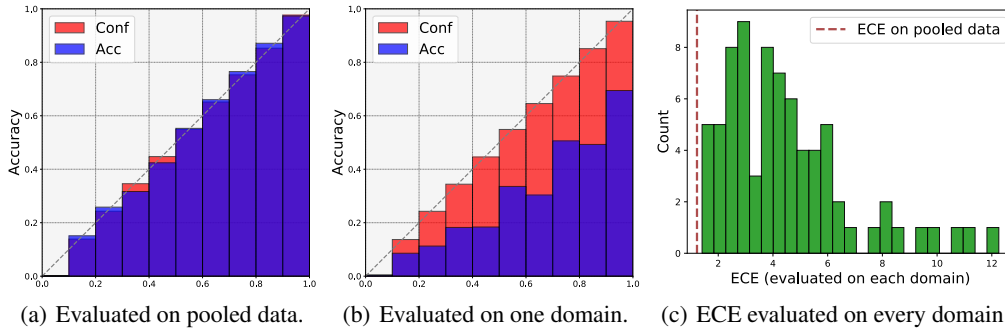 1.0
0.8
0.6
0.4
0.2
0.0
Accuracy
Conf
Acc
0.0 0.2 0.4 0.6 0.8 1.0
(a) Evaluated on pooled data.
1.0
0.8
0.6
0.4
0.2
0.0
Accuracy
Conf
Acc
0.0 0.2 0.4 0.6 0.8 1.0
(b) Evaluated on one domain.
8
6
4
2
0
Count
ECE on pooled data
2 4 6 8 10 12
ECE (evaluated on each domain)
(c) ECE evaluated on every domain